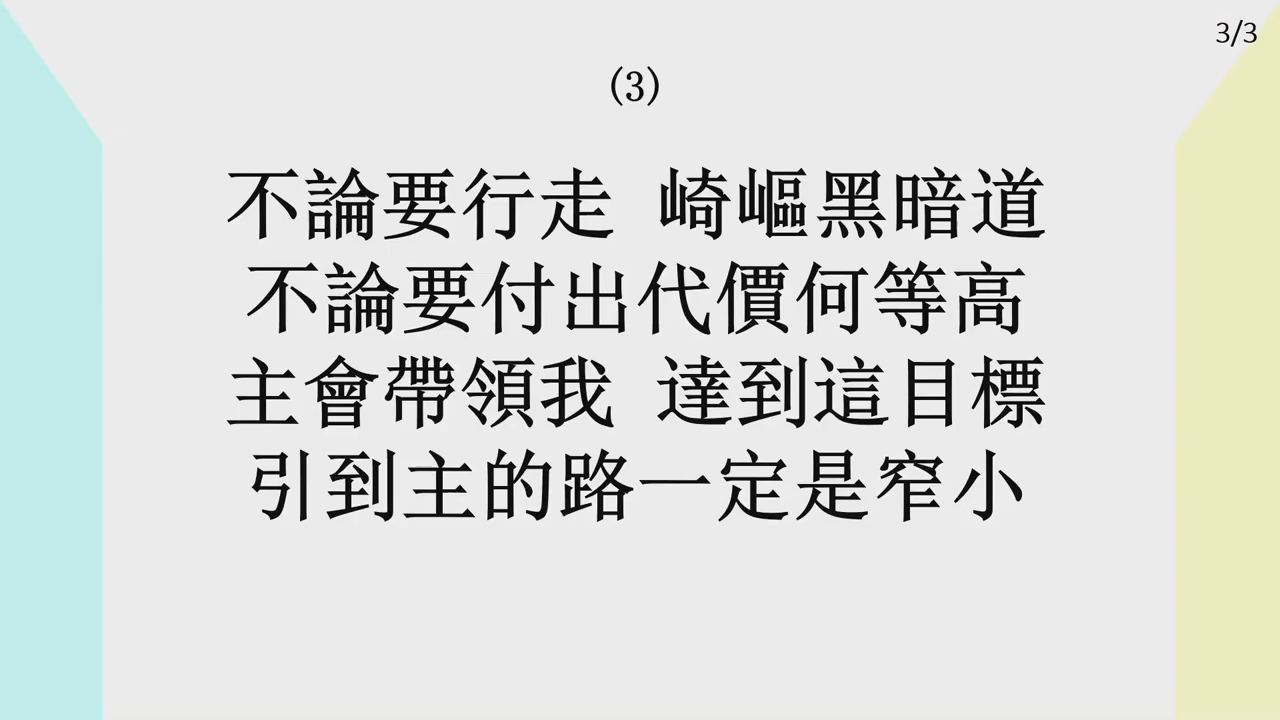 3/3
(3)
不論要行走 崎嶇黑暗道
不論要付出代價何等高
主會帶領我 達到這目標
引到主的路一定是窄小